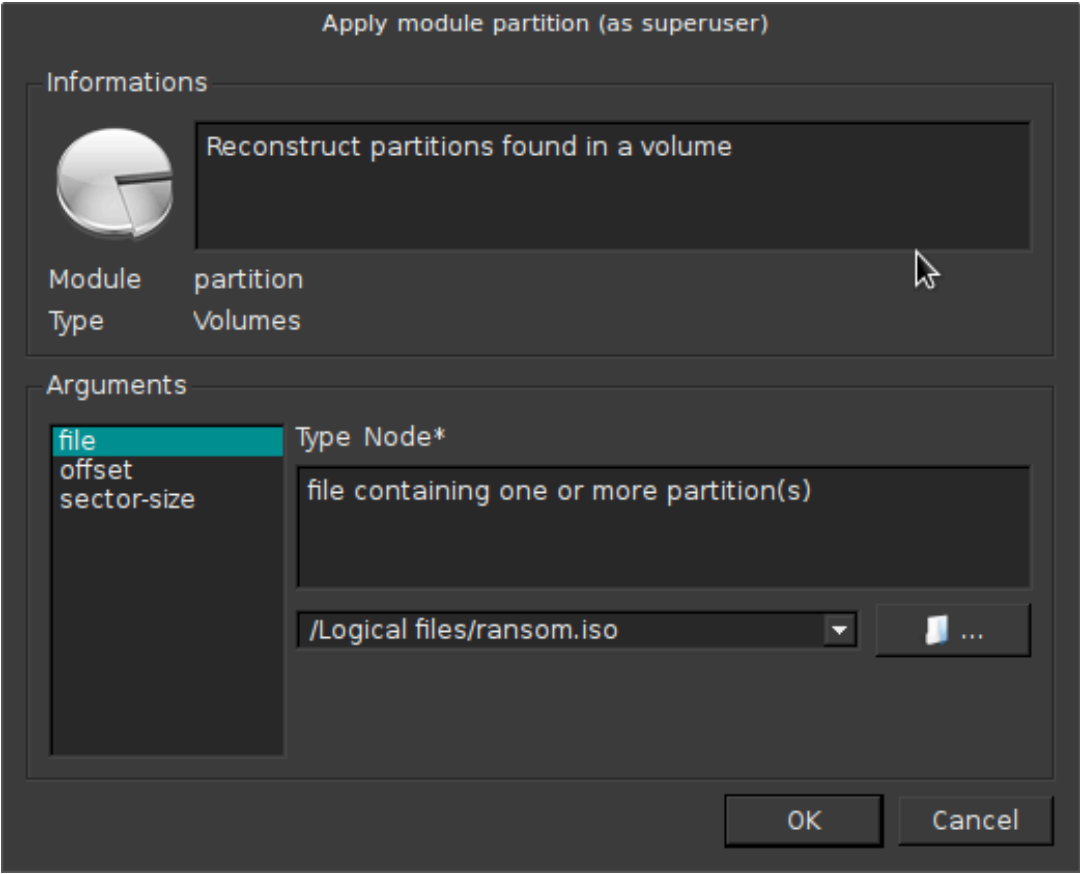 Apply module partition (as superuser)
Informations
Reconstruct partitions found in a volume
Module partition
Type Volumes
Arguments
file
offset
sector-size
Type Node*
file containing one or more partition(s)
/Logical files/ransom.iso
...
OK
Cancel